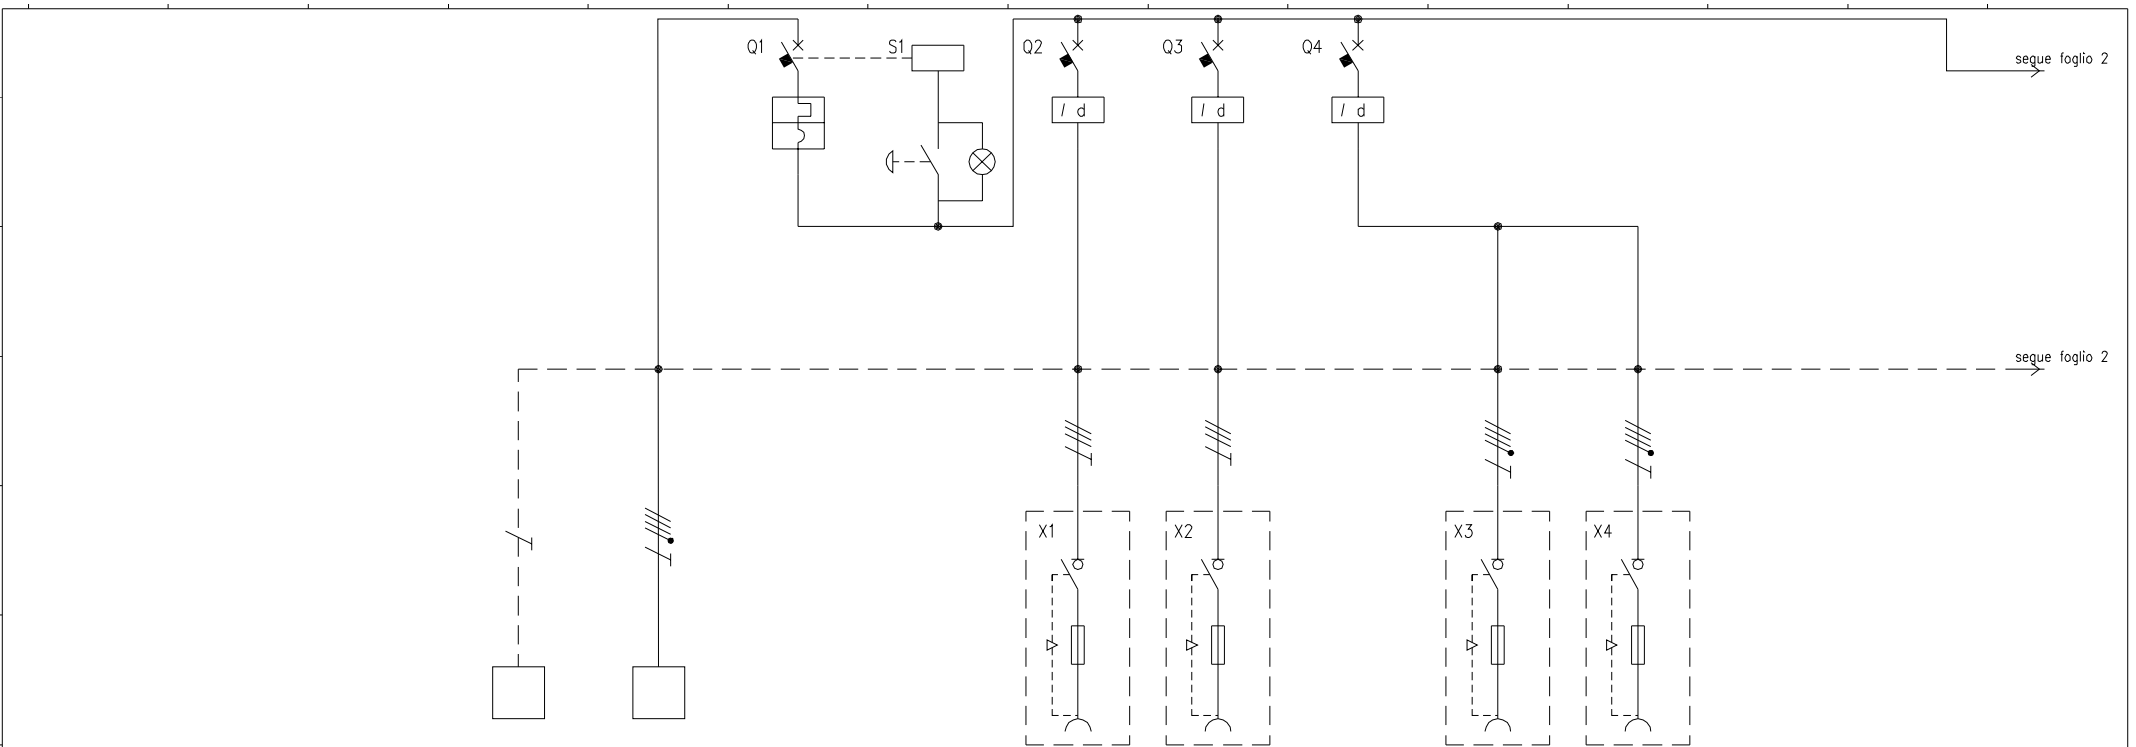 Q1
S1
Q2
Q3
Q4
segue foglio 2
I d
I d
I d
segue foglio 2
X1
X2
X3
X4